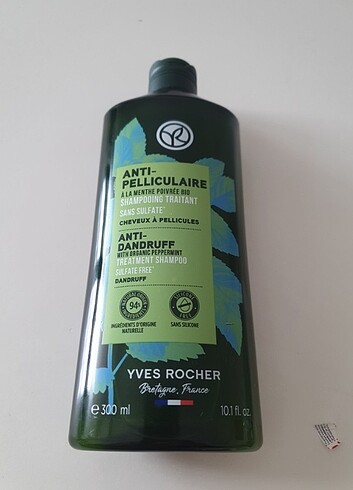 ANTI-
PELLICULAIRE
À LA MENTHE POIVRÉE BIO
SHAMPOOING TRAITANT
SANS SULFATE*
CHEVEUX À PELLICULES
ANTI-
DANDRUFF
WITH ORGANIC PEPPERMINT
TREATMENT SHAMPOO
SULFATE FREE*
DANDRUFF
94%
INGRÉDIENTS D'ORIGINE
NATURELLE
SILICONE
FREE
SANS SILICONE
YVES ROCHER
Bretagne, France
e 300 ml
10.1 fl. oz.